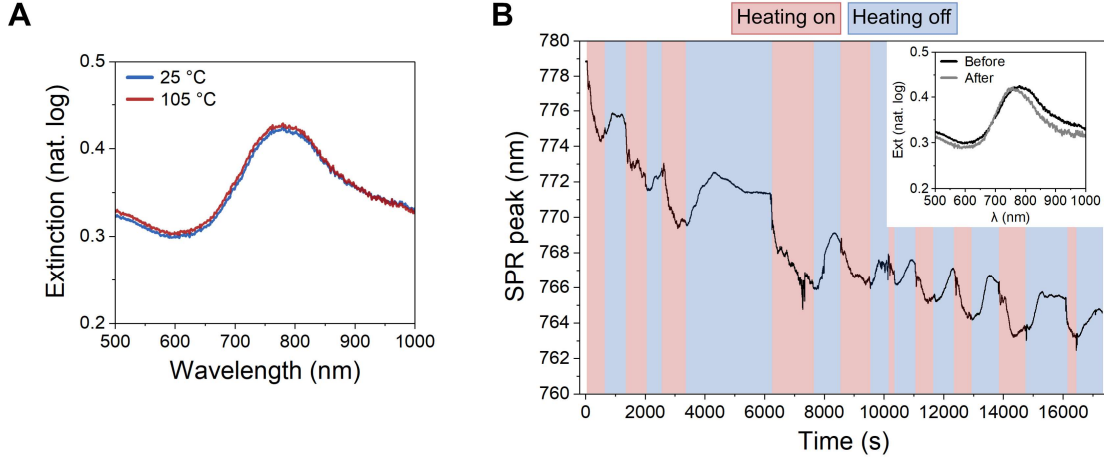 A
0.5
0.4
0.3
0.2
Extinction (nat. log)
25 °C
105 °C
500 600 700 800 900 1000
Wavelength (nm)
B
Heating on
Heating off
780
778
776
774
772
770
768
766
764
762
760
SPR peak (nm)
0 2000 4000 6000 8000 10000 12000 14000 16000
Time (s)
0.5
0.4
0.3
0.2
Ext (nat. log)
Before
After
500 600 700 800 900 1000
λ (nm)